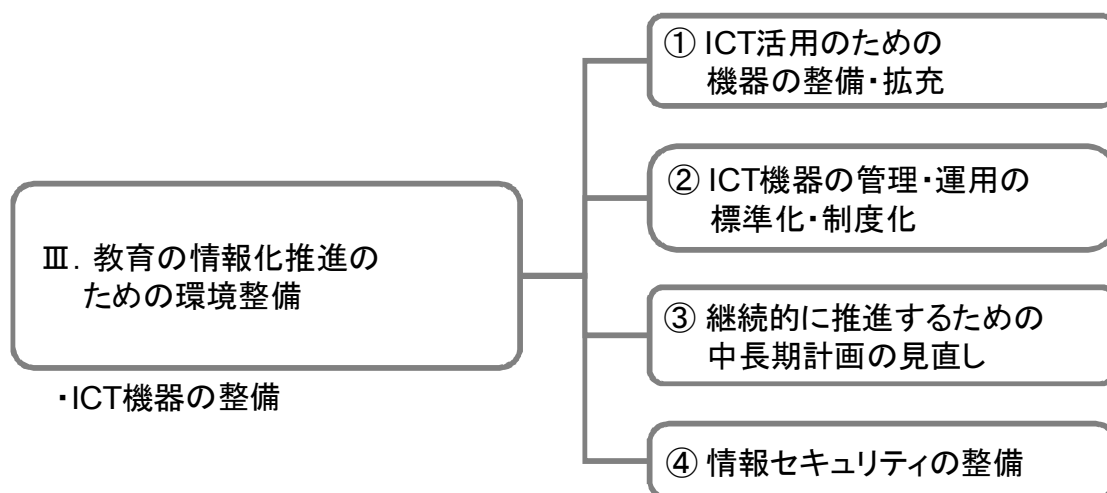 Ⅲ. 教育の情報化推進の
ための環境整備
・ICT機器の整備
① ICT活用のための
機器の整備・拡充
② ICT機器の管理・運用の
標準化・制度化
③ 継続的に推進するための
中長期計画の見直し
④ 情報セキュリティの整備